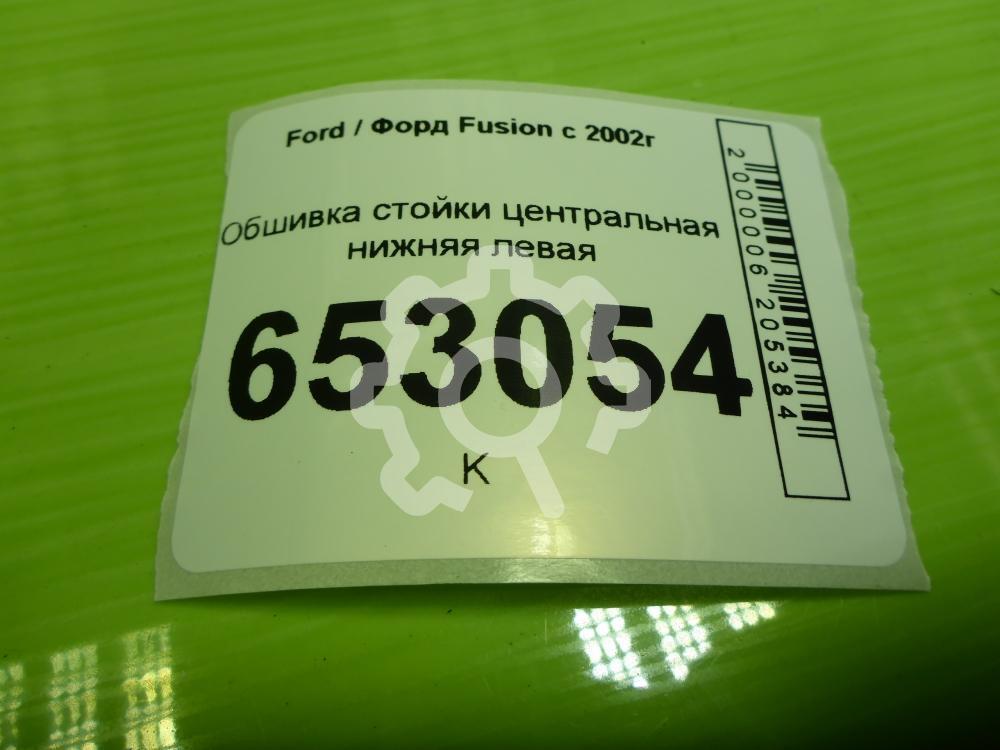 Ford / Форд Fusion с 2002г
Обшивка стойки центральная
нижняя левая
653054
К
2000006205384